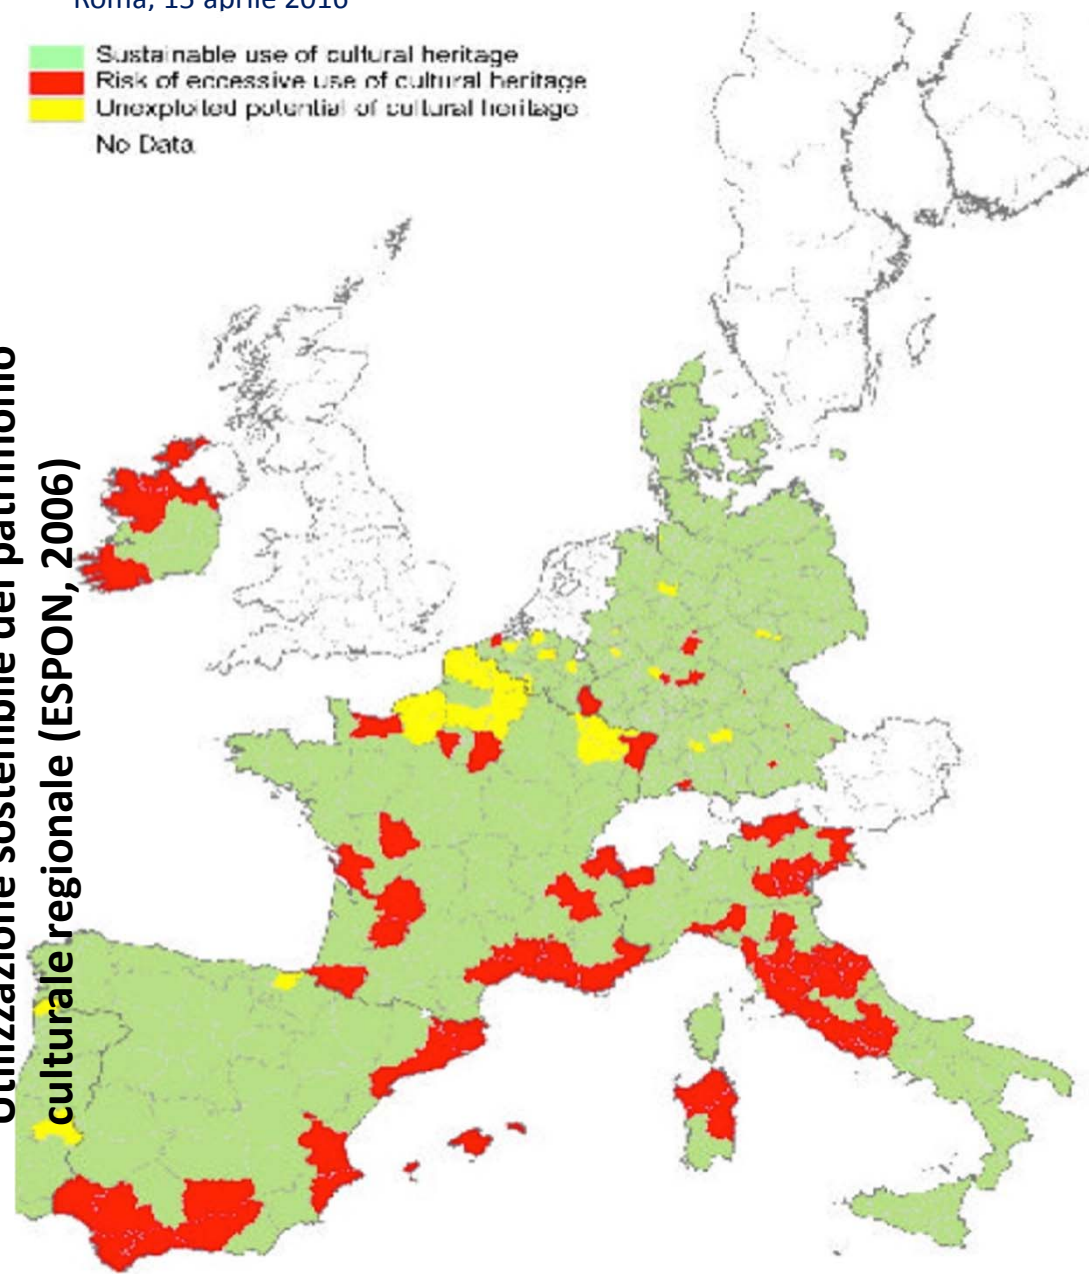 Roma, 15 aprile 2016
Sustainable use of cultural heritage
Risk of eccessive use of cultural heritage
Unexploited potential of cultural heritage
No Data
Utilizzazione sostenibile del patrimonio
culturale regionale (ESPON, 2006)